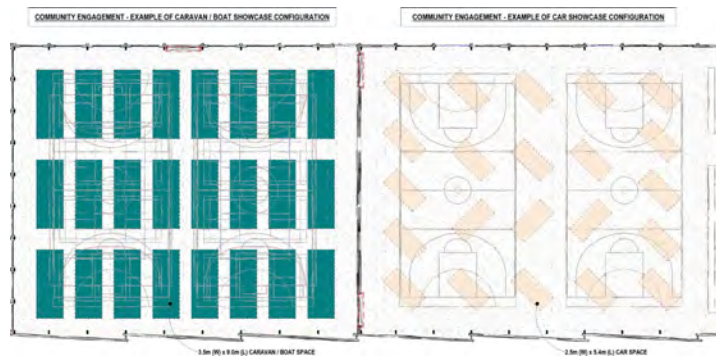 COMMUNITY ENGAGEMENT - EXAMPLE OF CARAVAN / BOAT SHOWCASE CONFIGURATION
COMMUNITY ENGAGEMENT - EXAMPLE OF CAR SHOWCASE CONFIGURATION
3.5m (W) x 9.0m (L) CARAVAN / BOAT SPACE
2.5m (W) x 5.4m (L) CAR SPACE